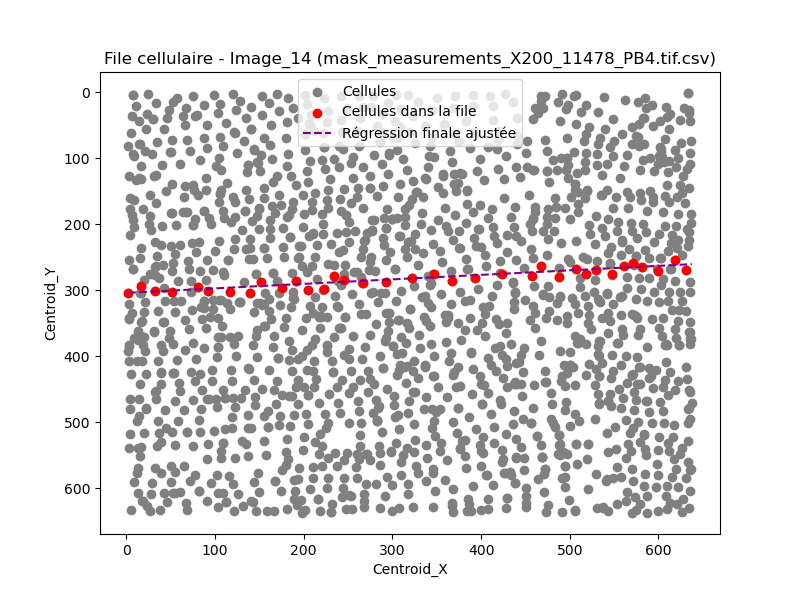 File cellulaire - Image_14 (mask_measurements_X200_11478_PB4.tif.csv)
Cellules
Cellules dans la file
Régression finale ajustée
Centroid_Y
0
100
200
300
400
500
600
0 100 200 300 400 500 600
Centroid_X